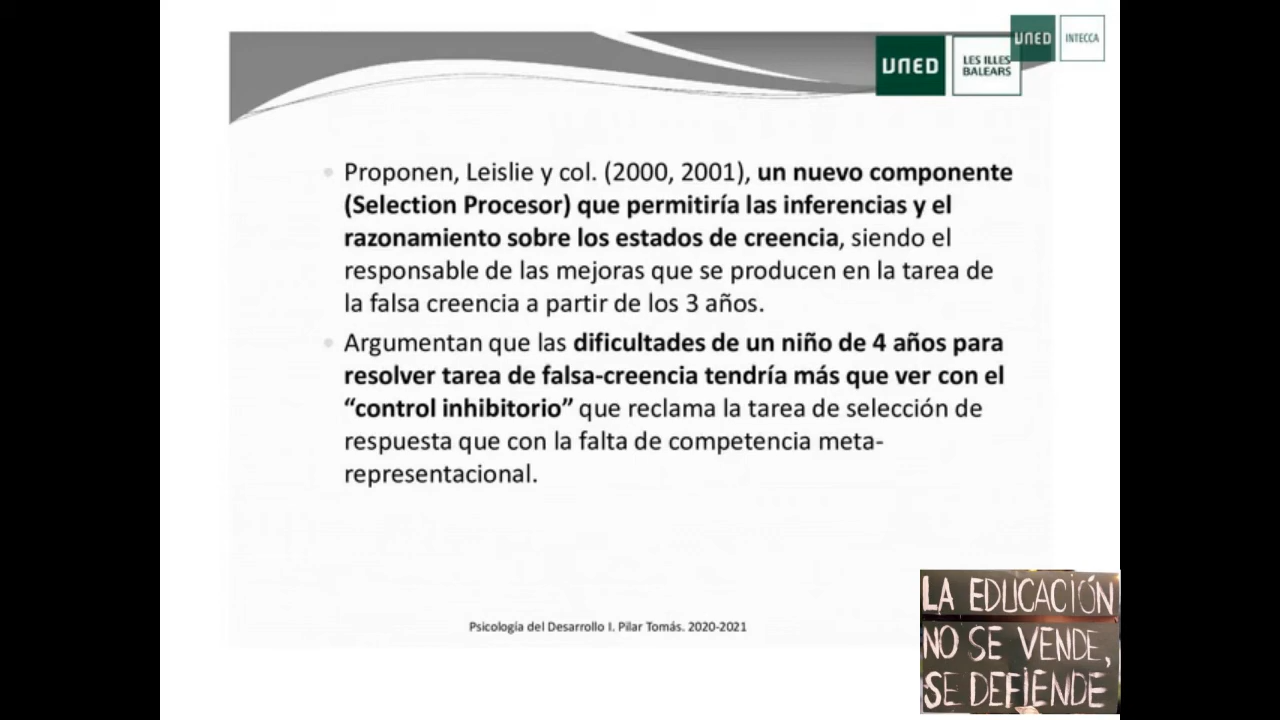 UNED
INTECCA
UNED
LES ILLES
BALEARS
Proponen, Leislie y col. (2000, 2001), un nuevo componente
(Selection Procesor) que permitiría las inferencias y el
razonamiento sobre los estados de creencia, siendo el
responsable de las mejoras que se producen en la tarea de
la falsa creencia a partir de los 3 años.
Argumentan que las dificultades de un niño de 4 años para
resolver tarea de falsa-creencia tendría más que ver con el
“control inhibitorio” que reclama la tarea de selección de
respuesta que con la falta de competencia meta-
representacional.
Psicología del Desarrollo I. Pilar Tomás. 2020-2021
LA EDUCACIÓN
NO SE VENDE,
SE DEFIENDE